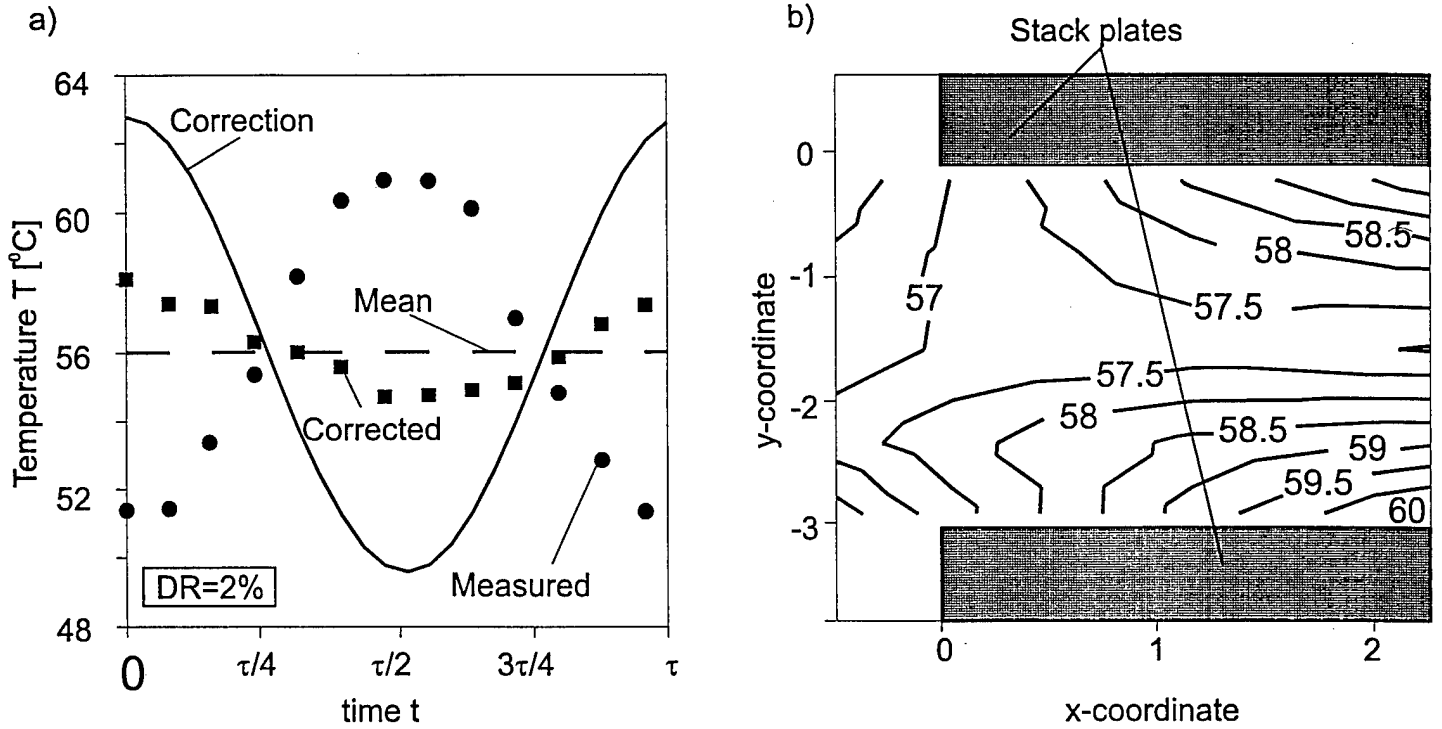 a)
64
60
56
52
48
Temperature T [⁰C]
Correction
Mean
Corrected
Measured
DR=2%
0
τ/4
τ/2
3τ/4
τ
time t
b)
Stack plates
0
-1
-2
-3
y-coordinate
58.5
58
57
57.5
57.5
58
58.5
59
59.5
60
0
1
2
x-coordinate